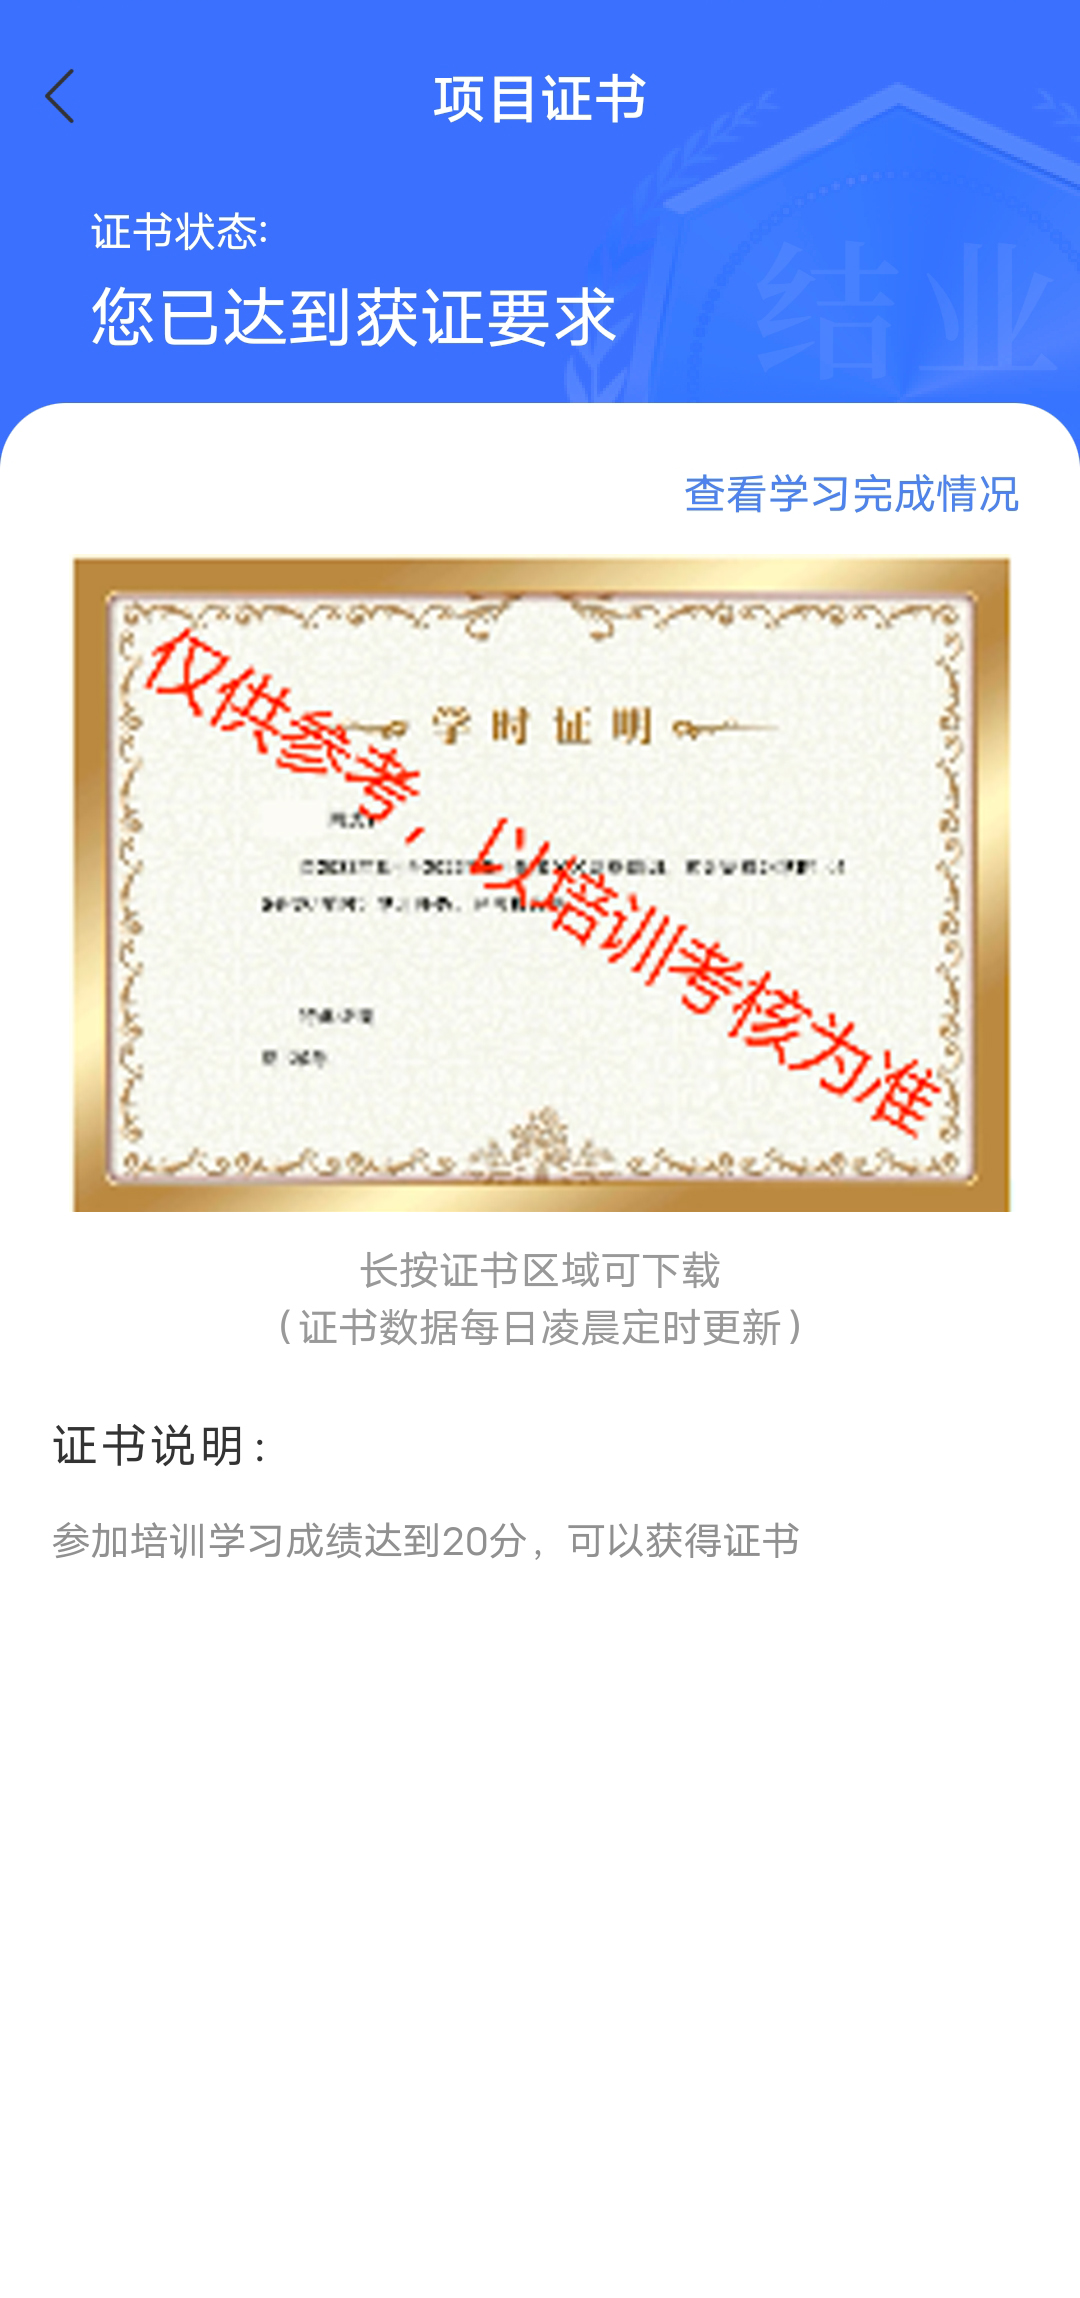 项目证书
证书状态:
您已达到获证要求
结业
查看学习完成情况
学时证明
仅供参考，以培训考核为准
长按证书区域可下载
（证书数据每日凌晨定时更新）
证书说明：
参加培训学习成绩达到20分，可以获得证书